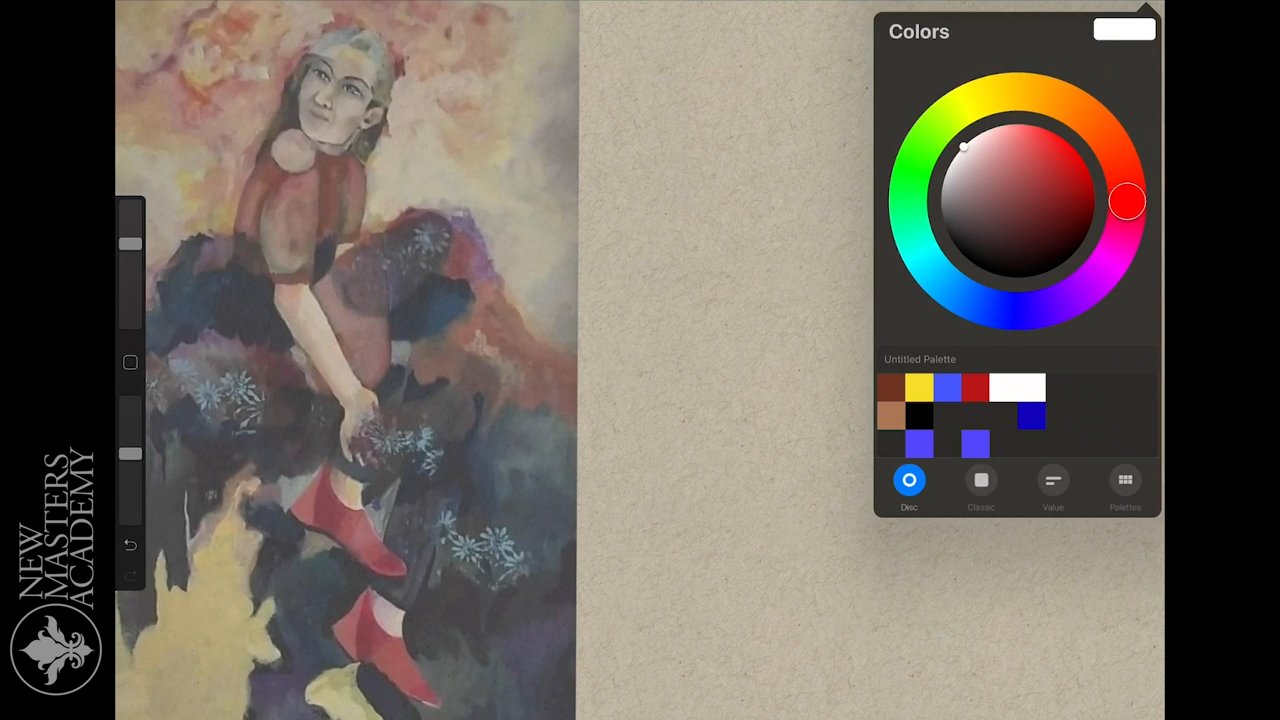 Colors
Untitled Palette
Disc
Classic
Value
Palettes
NEW
MASTERS
ACADEMY